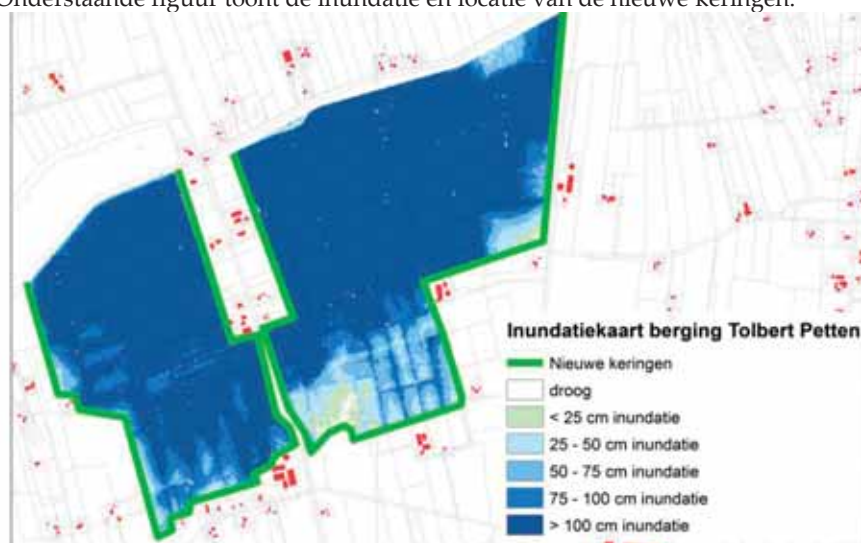 Onderstaande figuur toont de inundatie en locatie van de nieuwe keringen.
Inundatiekaart berging Tolbert Petten
Nieuwe keringen
droog
< 25 cm inundatie
25 - 50 cm inundatie
50 - 75 cm inundatie
75 - 100 cm inundatie
> 100 cm inundatie